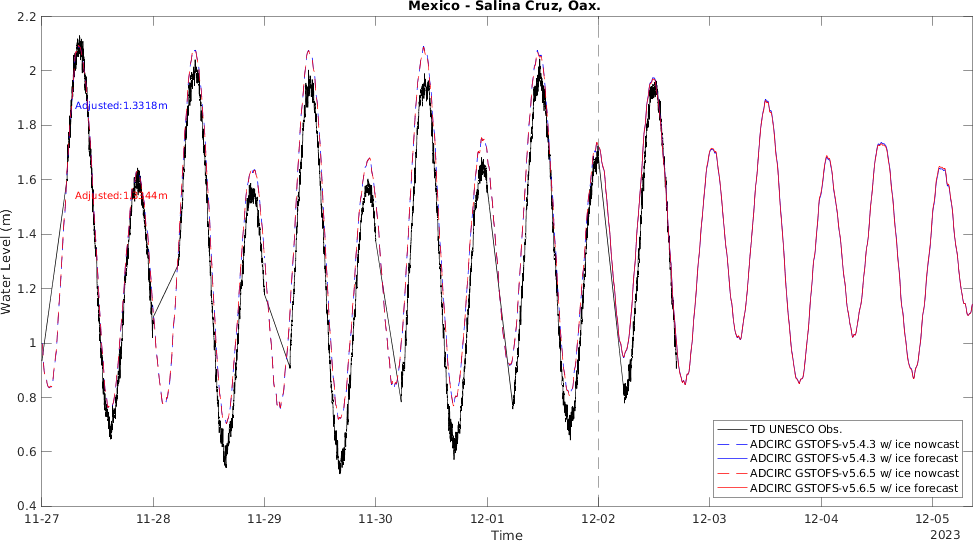 Mexico - Salina Cruz, Oax.
2.2
2
1.8
1.6
1.4
1.2
1
0.8
0.6
0.4
Water Level (m)
Adjusted:1.3318m
TD UNESCO Obs.
ADCIRC GSTOFS-v5.4.3 w/ ice nowcast
ADCIRC GSTOFS-v5.4.3 w/ ice forecast
ADCIRC GSTOFS-v5.6.5 w/ ice nowcast
ADCIRC GSTOFS-v5.6.5 w/ ice forecast
11-27
11-28
11-29
11-30
12-01
12-02
12-03
12-04
12-05
Time
2023